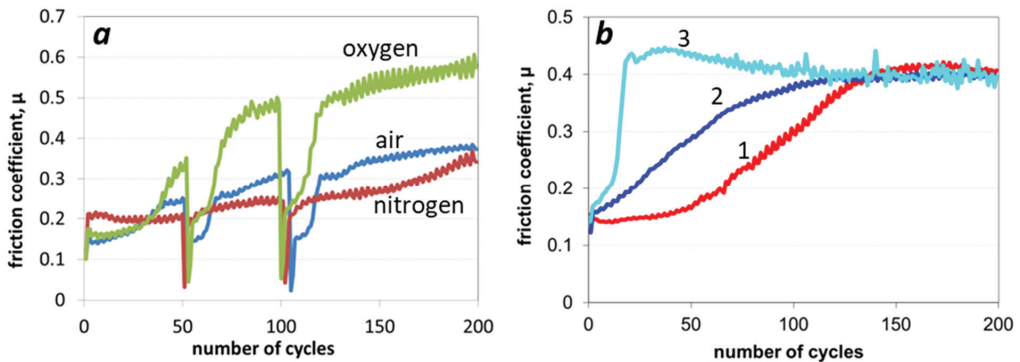 a
friction coefficient, μ
0.7
0.6
0.5
0.4
0.3
0.2
0.1
0
oxygen
air
nitrogen
0 50 100 150 200
number of cycles
b
friction coefficient, μ
0.5
0.4
0.3
0.2
0.1
3
2
1
0 50 100 150 200
number of cycles